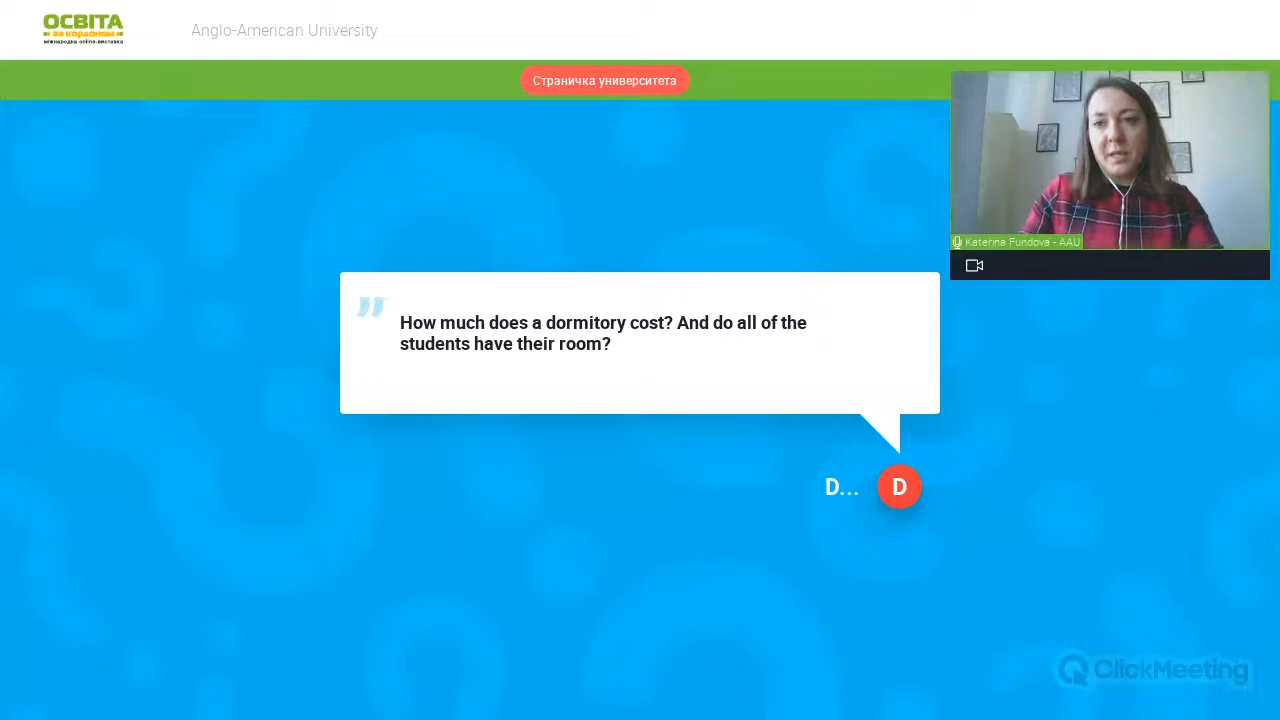 ОСВІТА
за кордоном
міжнародна online-виставка
Anglo-American University
Страничка университета
Kateřina Fundová - AAU
How much does a dormitory cost? And do all of the
students have their room?
D...
D
ClickMeeting